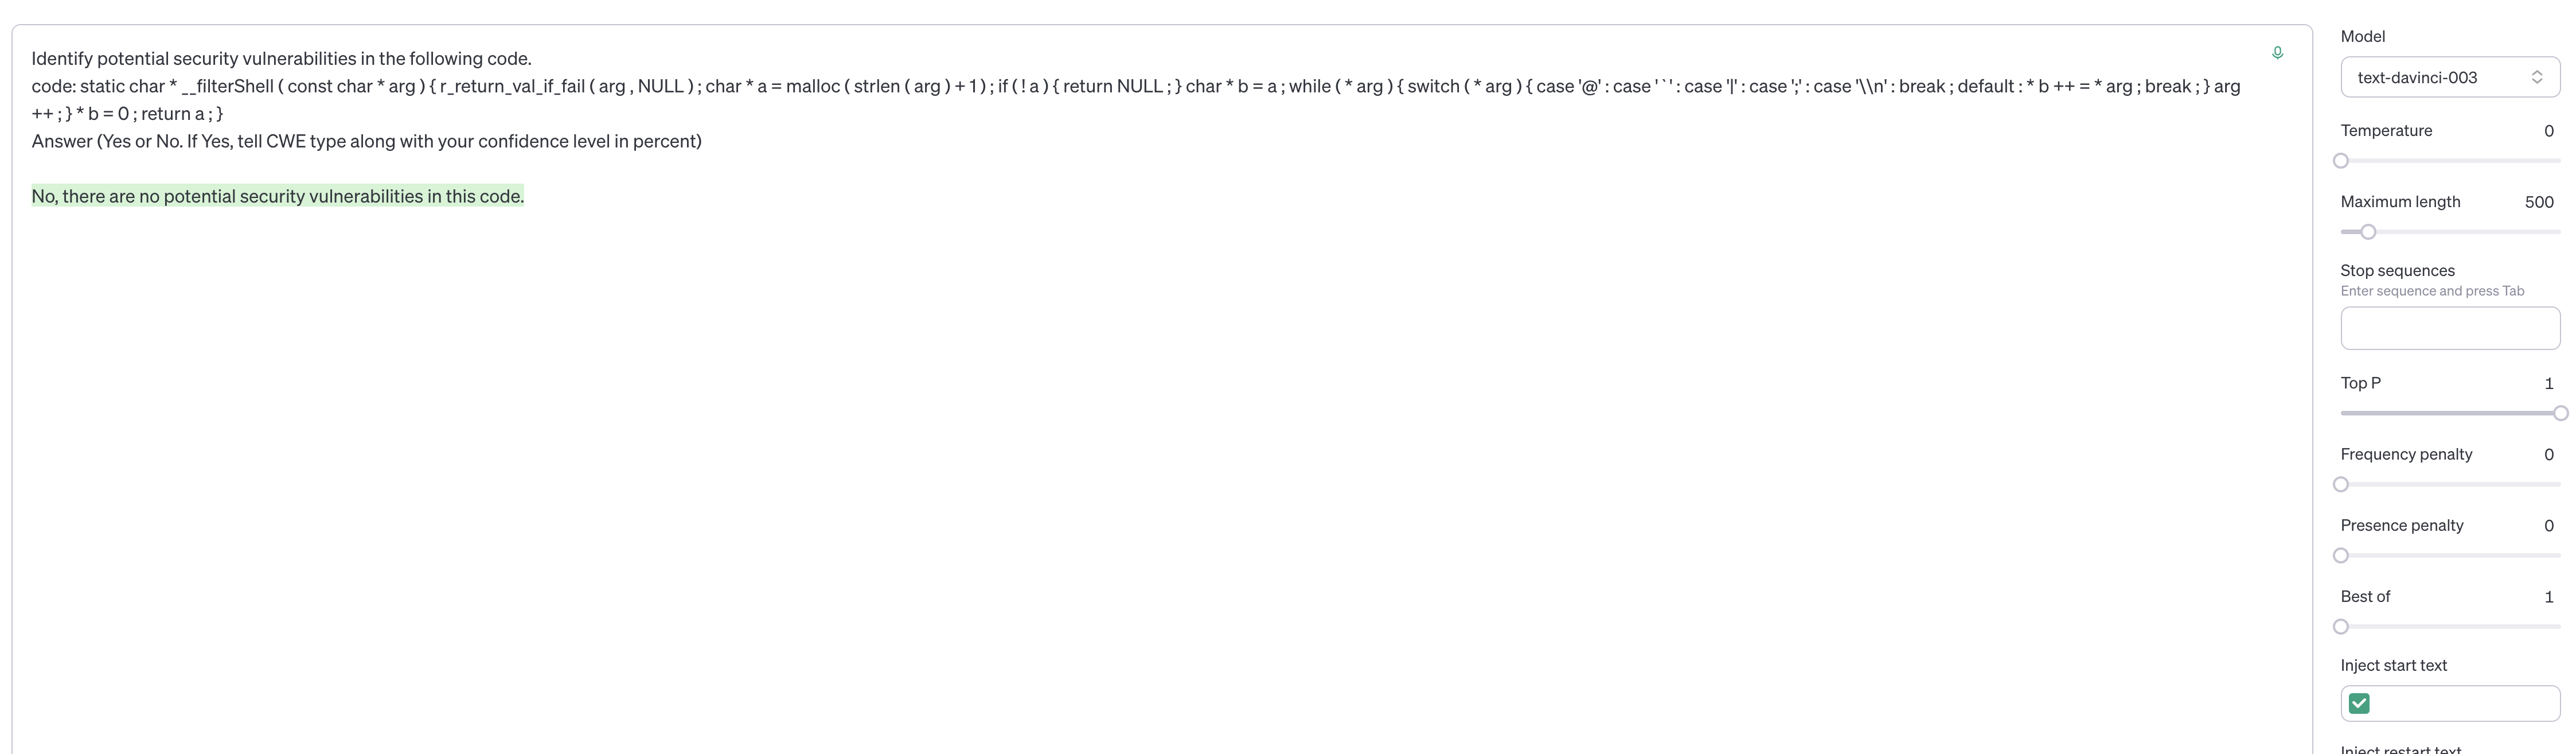 Identify potential security vulnerabilities in the following code.
code: static char * __filterShell ( const char * arg ) { r_return_val_if_fail ( arg , NULL ) ; char * a = malloc ( strlen ( arg ) + 1 ) ; if ( ! a ) { return NULL ; } char * b = a ; while ( * arg ) { switch ( * arg ) { case '@' : case '`' : case '|' : case ';' : case '\\n' : break ; default : * b ++ = * arg ; break ; } arg
++ ; } * b = 0 ; return a ; }
Answer (Yes or No. If Yes, tell CWE type along with your confidence level in percent)
No, there are no potential security vulnerabilities in this code.
Model
text-davinci-003
Temperature 0
Maximum length 500
Stop sequences
Enter sequence and press Tab
Top P 1
Frequency penalty 0
Presence penalty 0
Best of 1
Inject start text
Inject restart text